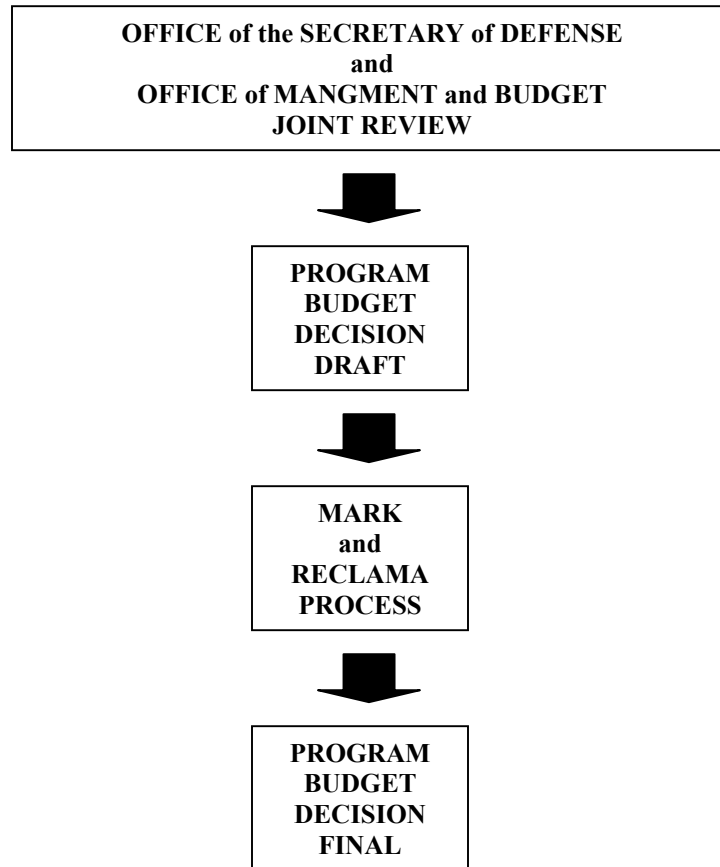 OFFICE of the SECRETARY of DEFENSE
and
OFFICE of MANGMENT and BUDGET
JOINT REVIEW
PROGRAM
BUDGET
DECISION
DRAFT
MARK
and
RECLAMA
PROCESS
PROGRAM
BUDGET
DECISION
FINAL